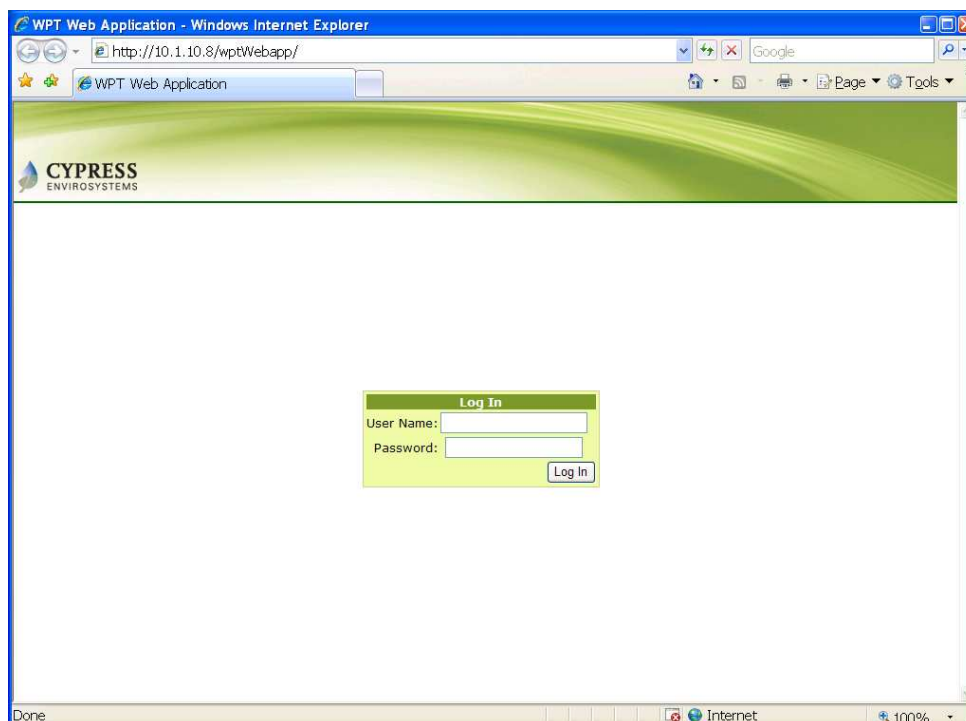 WPT Web Application - Windows Internet Explorer
http://10.1.10.8/wptWebapp/
Google
WPT Web Application
Page
Tools
CYPRESS
ENVIROSYSTEMS
Log In
User Name:
Password:
Log In
Done
Internet
100%